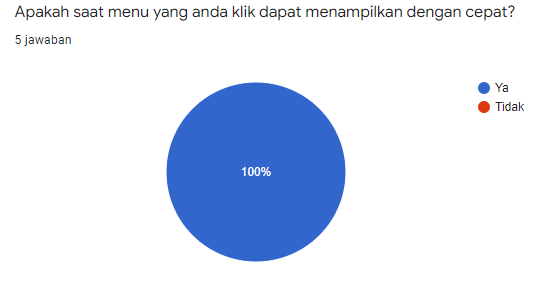 Apakah saat menu yang anda klik dapat menampilkan dengan cepat?
5 jawaban
Ya
Tidak
100%